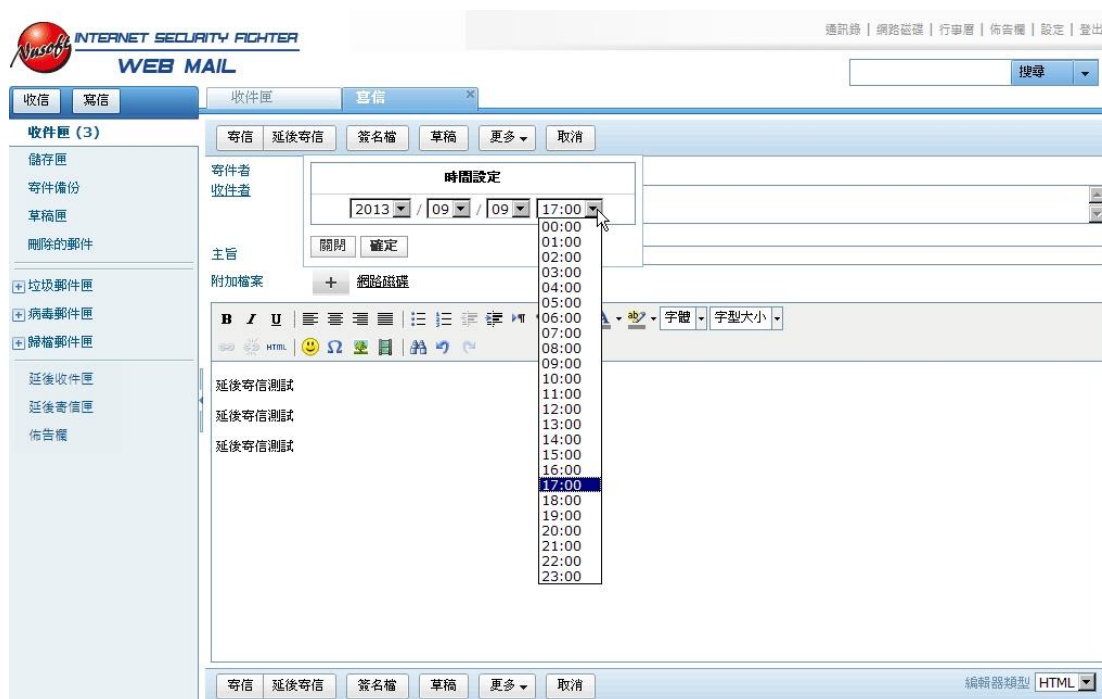 Nusoft INTERNET SECURITY FIGHTER
WEB MAIL
通訊錄 | 網路磁碟 | 行事曆 | 佈告欄 | 設定 | 登出
搜尋
收信 寫信
收件匣 寫信 ×
收件匣 (3)
儲存匣
寄件備份
草稿匣
刪除的郵件
垃圾郵件匣
病毒郵件匣
歸檔郵件匣
延後收件匣
延後寄信匣
佈告欄
寄信 延後寄信 簽名檔 草稿 更多 取消
寄件者
收件者
主旨
附加檔案 + 網路磁碟
時間設定
2013 / 09 / 09 17:00
關閉 確定
00:00
01:00
02:00
03:00
04:00
05:00
06:00
07:00
08:00
09:00
10:00
11:00
12:00
13:00
14:00
15:00
16:00
17:00
18:00
19:00
20:00
21:00
22:00
23:00
B I U 字體 字型大小
HTML Ω
延後寄信測試
延後寄信測試
延後寄信測試
寄信 延後寄信 簽名檔 草稿 更多 取消
編輯器類型 HTML